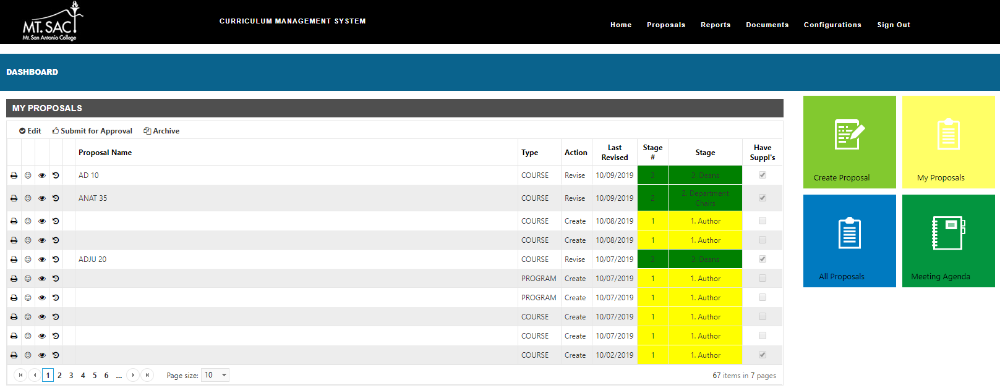 MT. SAC
Mt. San Antonio College
CURRICULUM MANAGEMENT SYSTEM
Home Proposals Reports Documents Configurations Sign Out
DASHBOARD
MY PROPOSALS
Edit Submit for Approval Archive
Proposal Name Type Action Last Revised Stage # Stage Have Suppl's
AD 10 COURSE Revise 10/09/2019 3 3. Deans
ANAT 35 COURSE Revise 10/09/2019 2 2. Department Chairs
COURSE Create 10/08/2019 1 1. Author
COURSE Create 10/08/2019 1 1. Author
ADJU 20 COURSE Revise 10/07/2019 3 3. Deans
PROGRAM Create 10/07/2019 1 1. Author
PROGRAM Create 10/07/2019 1 1. Author
COURSE Create 10/07/2019 1 1. Author
COURSE Create 10/07/2019 1 1. Author
COURSE Create 10/02/2019 1 1. Author
1 2 3 4 5 6 ... Page size: 10 67 items in 7 pages
Create Proposal
My Proposals
All Proposals
Meeting Agenda